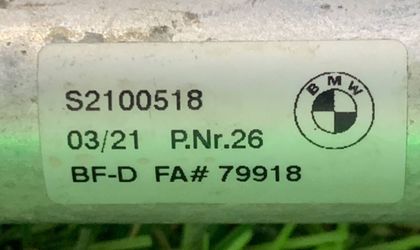 S2100518
BMW
03/21 P.Nr.26
BF-D FA# 79918